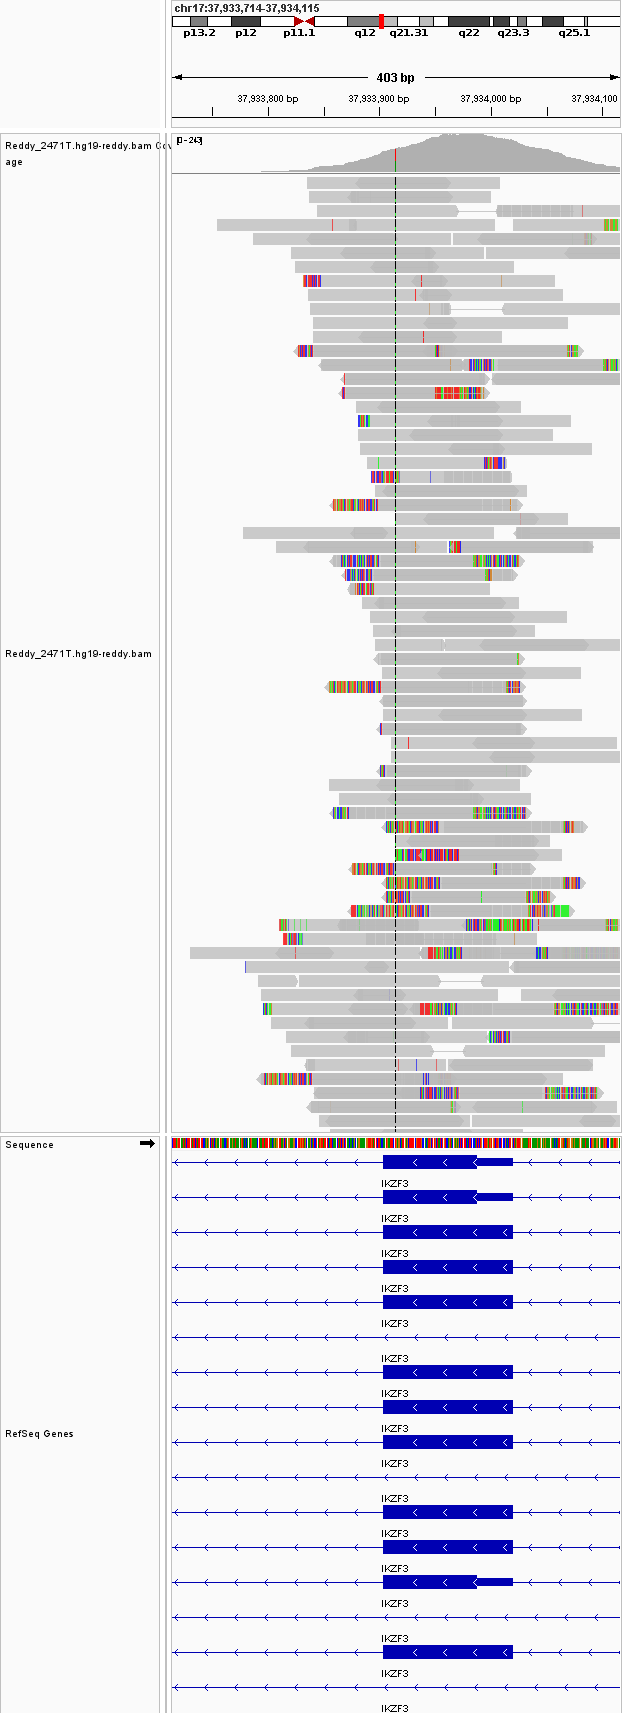 chr17:37,933,714-37,934,115
p13.2 p12 p11.1 q12 q21.31 q22 q23.3 q25.1
403 bp
37,933,800 bp 37,933,900 bp 37,934,000 bp 37,934,100
Reddy_2471T.hg19-reddy.bam Cov
age
[0 - 243]
Reddy_2471T.hg19-reddy.bam
Sequence
IKZF3
IKZF3
IKZF3
IKZF3
IKZF3
IKZF3
IKZF3
IKZF3
RefSeq Genes
IKZF3
IKZF3
IKZF3
IKZF3
IKZF3
IKZF3
IKZF3
IKZF3